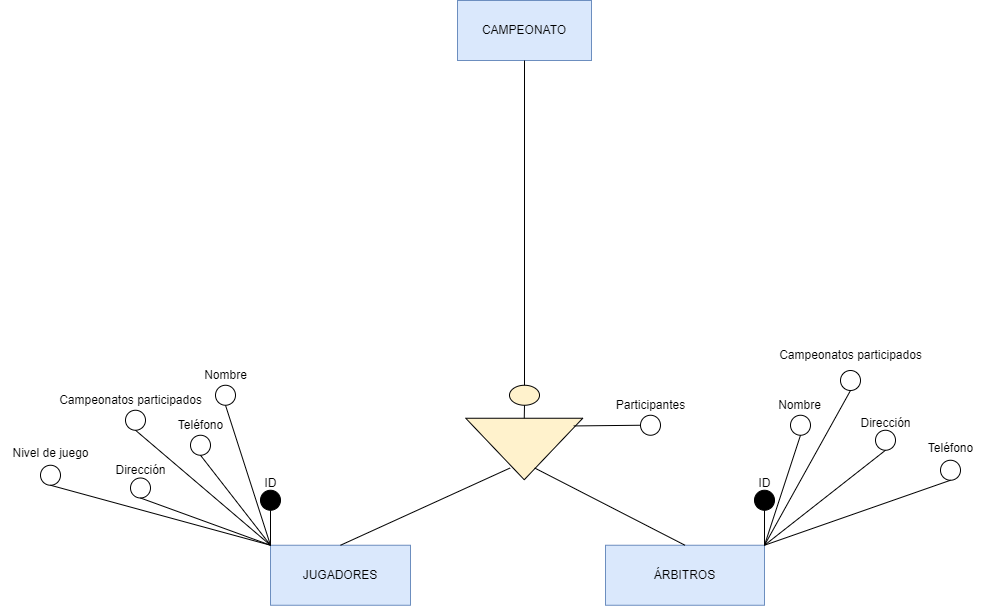 CAMPEONATO
Campeonatos participados
Nombre
Campeonatos participados
Participantes
Nombre
Teléfono
Dirección
Nivel de juego
Teléfono
Dirección
ID
ID
JUGADORES
ÁRBITROS